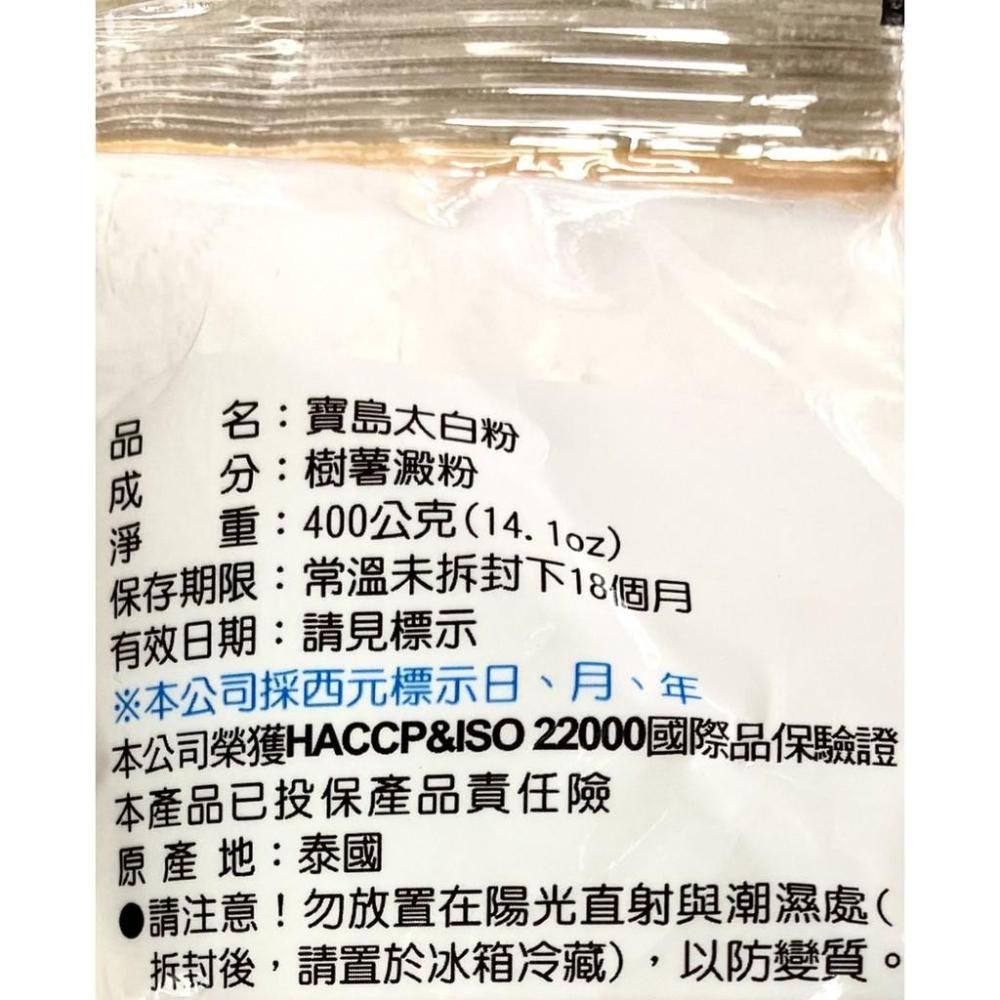 品名：寶島太白粉
成分：樹薯澱粉
淨重：400公克(14.1oz)
保存期限：常溫未拆封下18個月
有效日期：請見標示
※本公司採西元標示日、月、年
本公司榮獲HACCP&ISO 22000國際品保驗證
本產品已投保產品責任險
原產地：泰國
●請注意！勿放置在陽光直射與潮濕處(
拆封後，請置於冰箱冷藏)，以防變質。